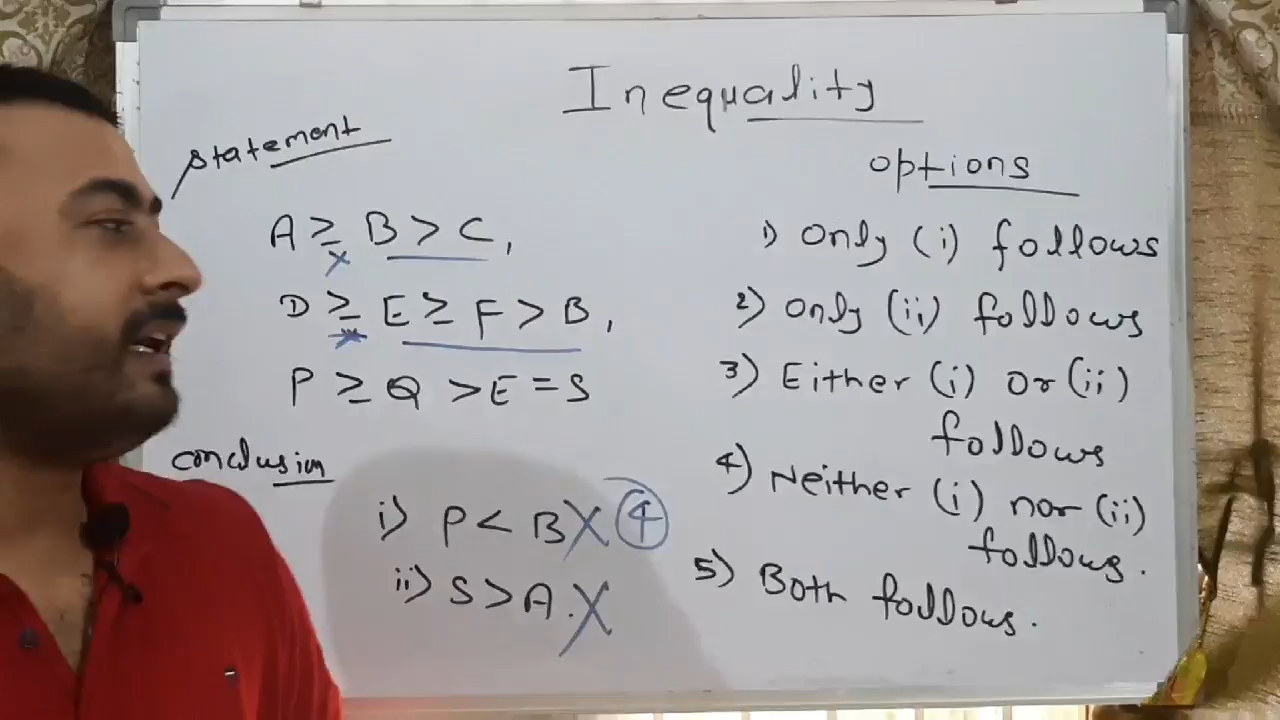 Inequality
statement
A ≥ B > C,
D ≥ E ≥ F > B,
P ≥ Q > E = S
conclusion
i) P < B X ④
ii) S > A. X
options
1) Only (i) follows
2) Only (ii) follows
3) Either (i) or (ii)
follows
4) Neither (i) nor (ii)
follows.
5) Both follows.